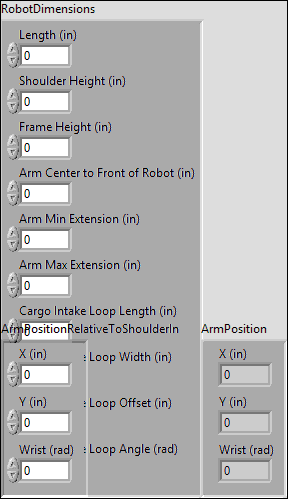 RobotDimensions
Length (in)
0
Shoulder Height (in)
0
Frame Height (in)
0
Arm Center to Front of Robot (in)
0
Arm Min Extension (in)
0
Arm Max Extension (in)
0
Cargo Intake Loop Length (in)
ArmPositionRelativeToShoulderIn
ArmPosition
X (in)
Loop Width (in)
X (in)
0
0
Y (in)
Loop Offset (in)
Y (in)
0
0
Wrist (rad)
Loop Angle (rad)
Wrist (rad)
0
0